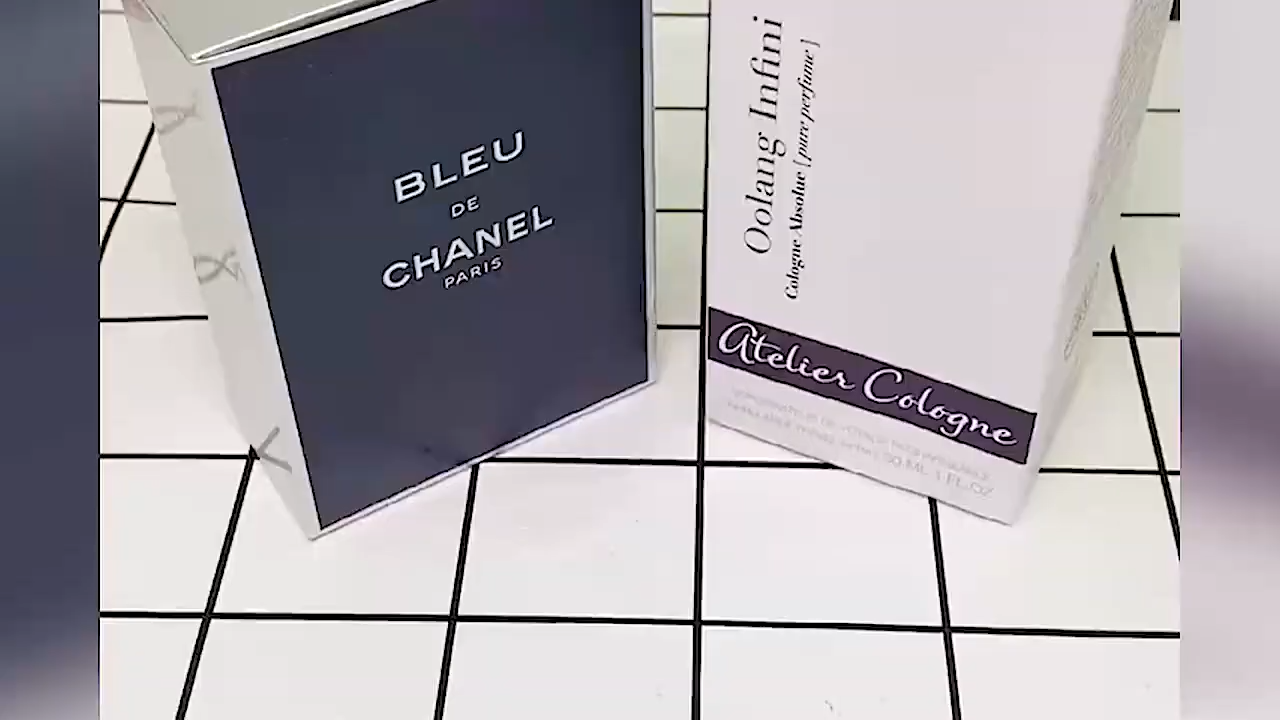 BLEU
DE
CHANEL
PARIS
Oolang Infini
Cologne Absolue [pure perfume]
Atelier Cologne
30 ML 1 FL.OZ